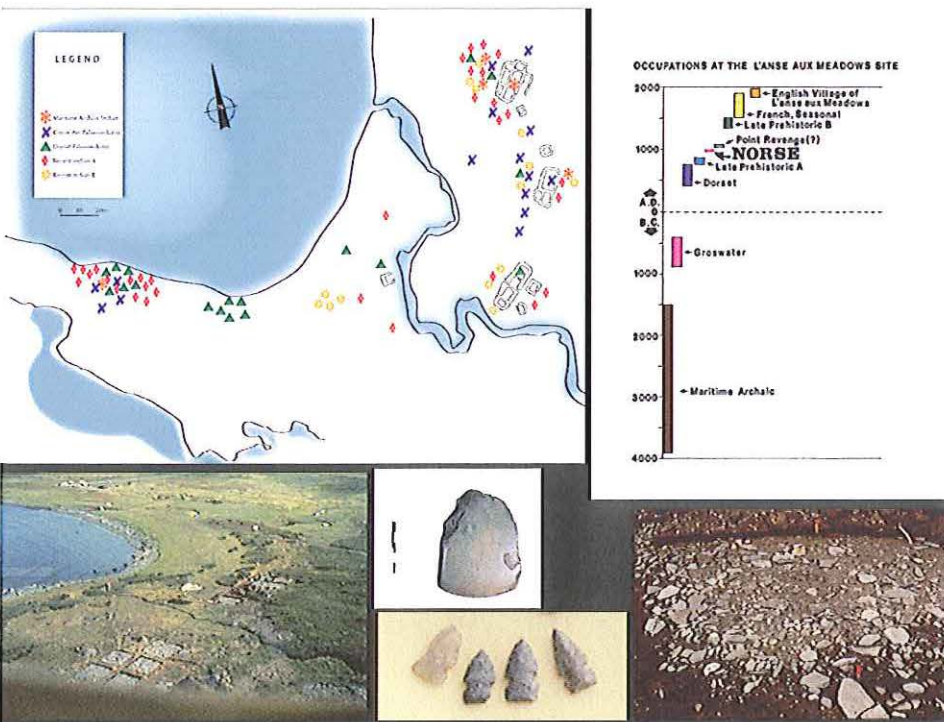 LEGEND
OCCUPATIONS AT THE L'ANSE AUX MEADOWS SITE
2000
English Village of
L'anse aux Meadows
French, Seasonal
Late Prehistoric B
Point Revenge(?)
1000
NORSE
Late Prehistoric A
Dorset
A.D.
0
B.C.
Groswater
1000
2000
Maritime Archaic
3000
4000